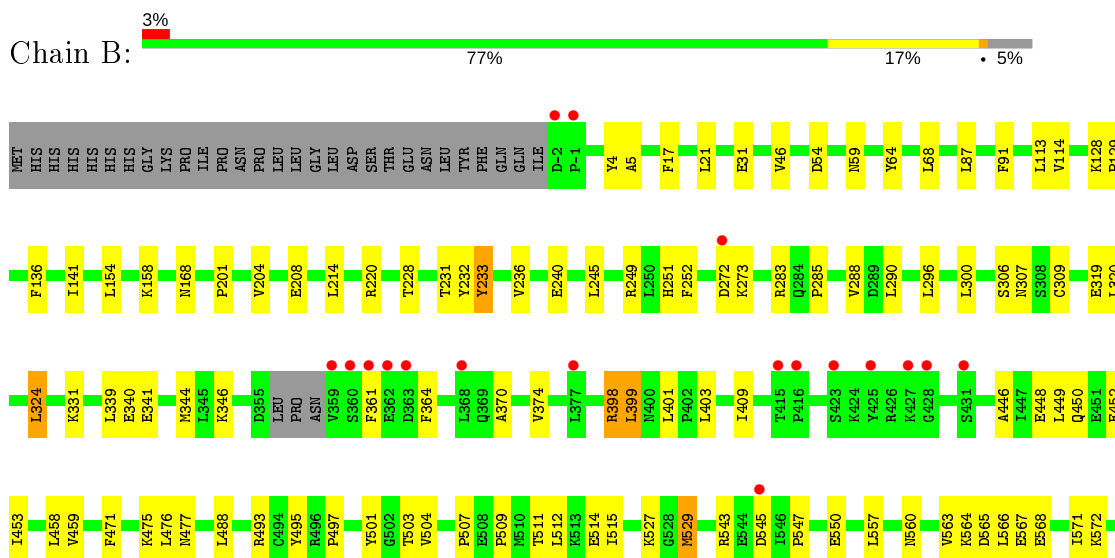 3%
Chain B:
77% 17% • 5%
MET HIS HIS HIS HIS HIS HIS GLY LYS PRO ILE PRO ASN PRO LEU LEU GLY LEU LEU ASP SER THR GLU ASN LEU TYR PHE GLN GLN ILE D-2 P-1 Y4 A5 F17 L21 E31 V46 D54 N59 Y64 L68 L87 F91 L113 V114 K128
F136 I141 L154 K158 N168 P201 V204 E208 L214 R220 T228 T231 Y232 Y233 V236 E240 L245 R249 L250 H251 F252 D272 K273 R283 Q284 P285 V288 D289 L290 L296 L300 S306 N307 S308 C309 E319 L320
L324 K331 L339 E340 E341 M344 L345 K346 D355 LEU PRO ASN V359 S360 F361 E362 D363 F364 L368 Q369 A370 V374 L377 R398 L399 N400 L401 P402 L403 I409 T415 P416 S423 K424 Y425 R426 K427 G428 S431 A446 I447 E448 L449 Q450 E451
I453 L458 V459 F471 K475 L476 N477 L488 R493 C494 Y495 R496 P497 Y501 G502 T503 V504 P507 E508 P509 M510 T511 L512 K513 E514 I515 K527 G528 M529 R543 E544 D545 I546 P547 E550 L557 N560 V563 K564 D565 L566 E567 E568 I571 K572